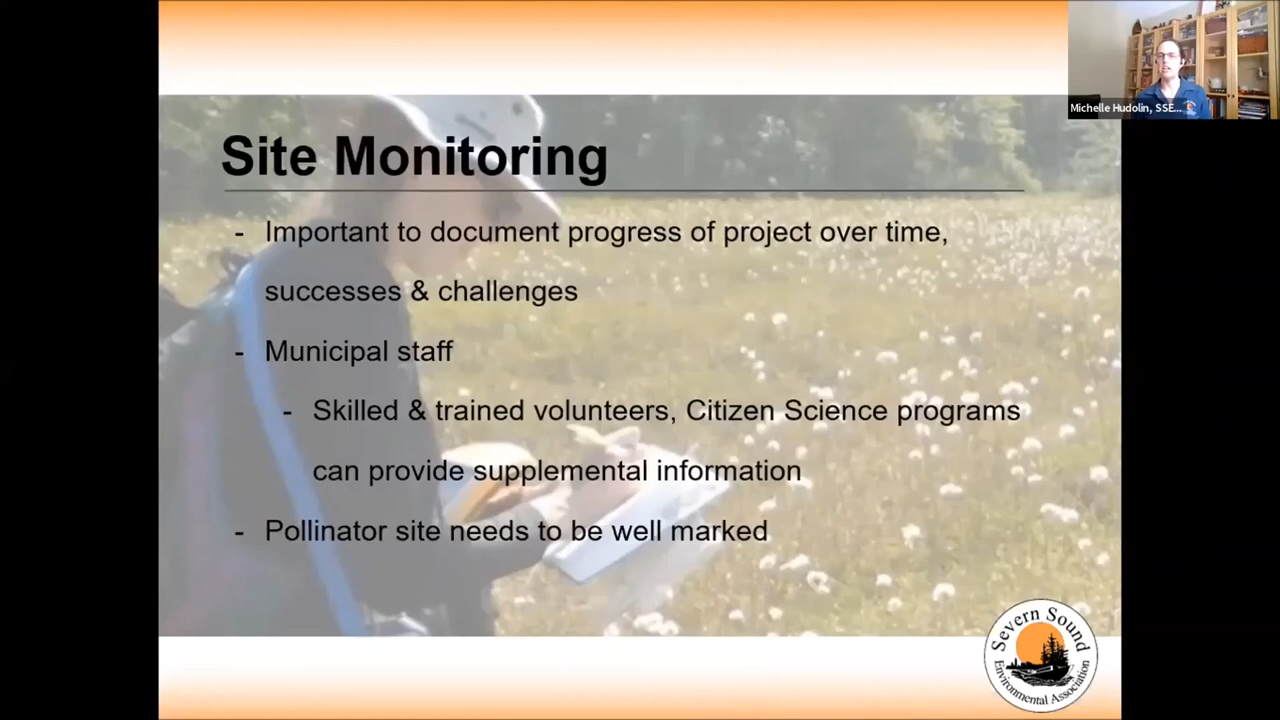 Michelle Hudolin, SSE...
Site Monitoring
- Important to document progress of project over time,
successes & challenges
- Municipal staff
- Skilled & trained volunteers, Citizen Science programs
can provide supplemental information
- Pollinator site needs to be well marked
Severn Sound
Environmental Association